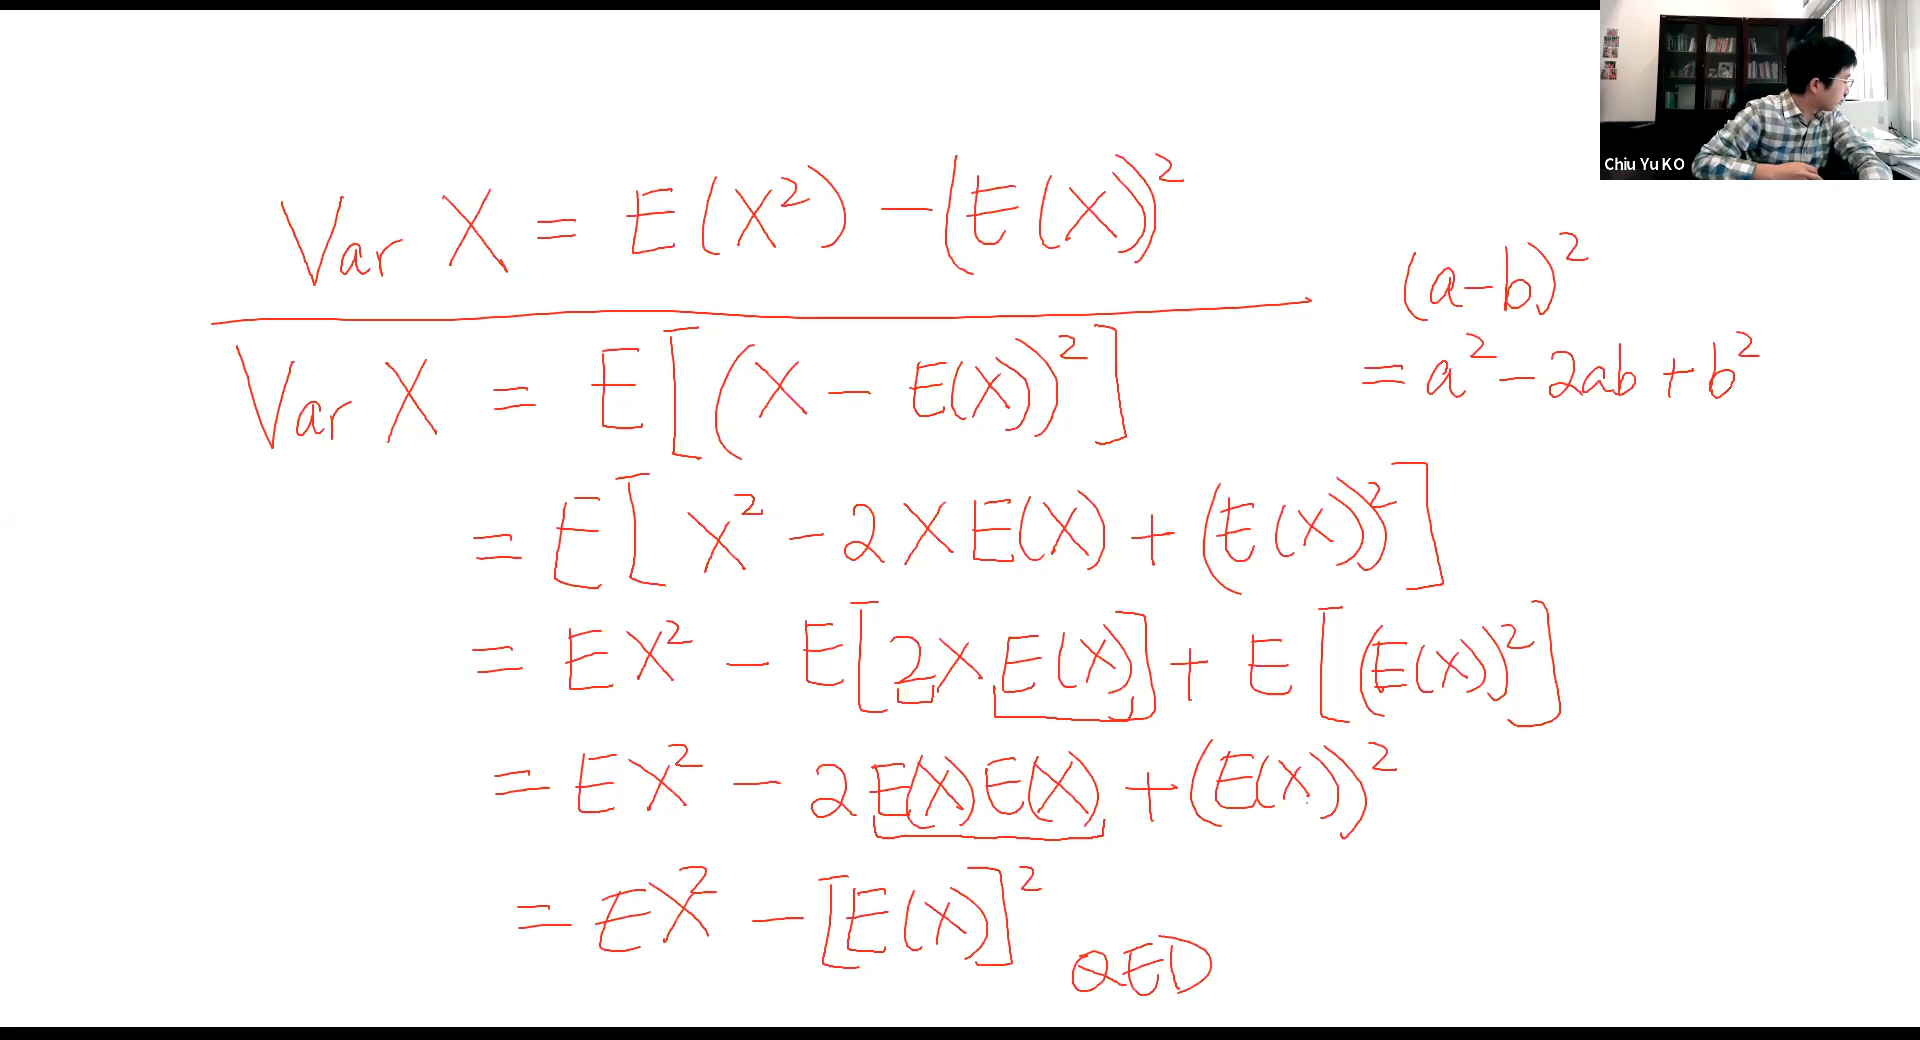 Var X = E(X²) - (E(X))²
Var X = E[(X - E(X))²]
= E[X² - 2XE(X) + (E(X))²]
= EX² - E[2XE(X)] + E[(E(X))²]
= EX² - 2E(X)E(X) + (E(X))²
= EX² - [E(X)]²
QED
(a-b)²
= a² - 2ab + b²
Chiu Yu KO